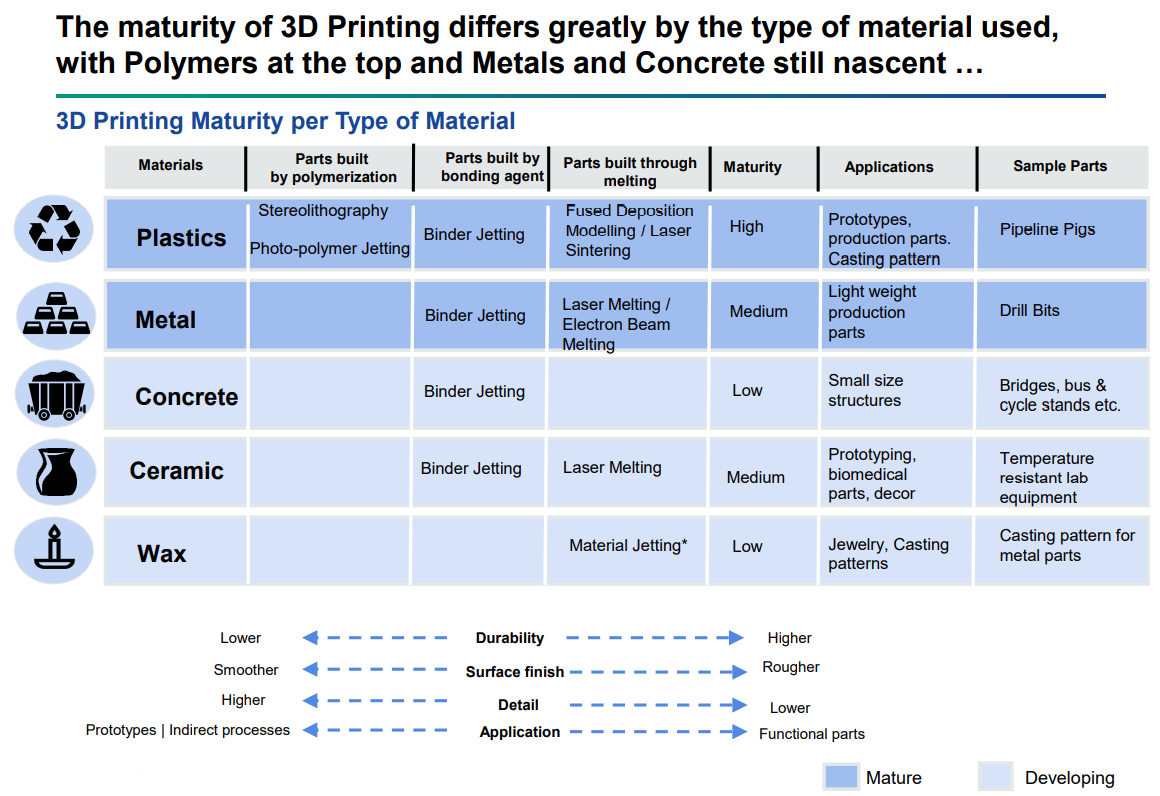 The maturity of 3D Printing differs greatly by the type of material used,
with Polymers at the top and Metals and Concrete still nascent …
3D Printing Maturity per Type of Material
Materials
Parts built
by polymerization
Parts built by
bonding agent
Parts built through
melting
Maturity
Applications
Sample Parts
Plastics
Stereolithography
Photo-polymer Jetting
Binder Jetting
Fused Deposition
Modelling / Laser
Sintering
High
Prototypes,
production parts.
Casting pattern
Pipeline Pigs
Metal
Binder Jetting
Laser Melting /
Electron Beam
Melting
Medium
Light weight
production
parts
Drill Bits
Concrete
Binder Jetting
Low
Small size
structures
Bridges, bus &
cycle stands etc.
Ceramic
Binder Jetting
Laser Melting
Medium
Prototyping,
biomedical
parts, decor
Temperature
resistant lab
equipment
Wax
Material Jetting*
Low
Jewelry, Casting
patterns
Casting pattern for
metal parts
Lower Durability Higher
Smoother Surface finish Rougher
Higher Detail Lower
Prototypes | Indirect processes Application Functional parts
Mature Developing